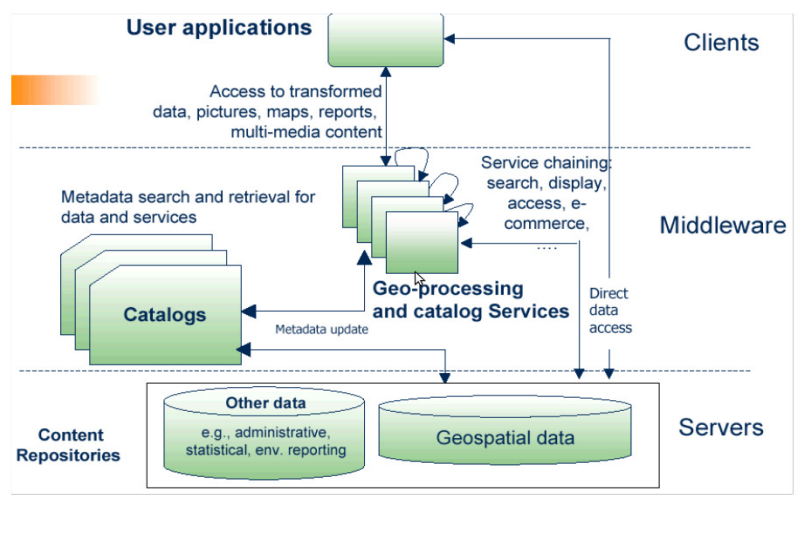 User applications
Clients
Access to transformed
data, pictures, maps, reports,
multi-media content
Service chaining:
search, display,
access, e-
commerce,
....
Metadata search and retrieval for
data and services
Middleware
Catalogs
Geo-processing
and catalog Services
Metadata update
Direct
data
access
Content
Repositories
Other data
e.g., administrative,
statistical, env. reporting
Geospatial data
Servers